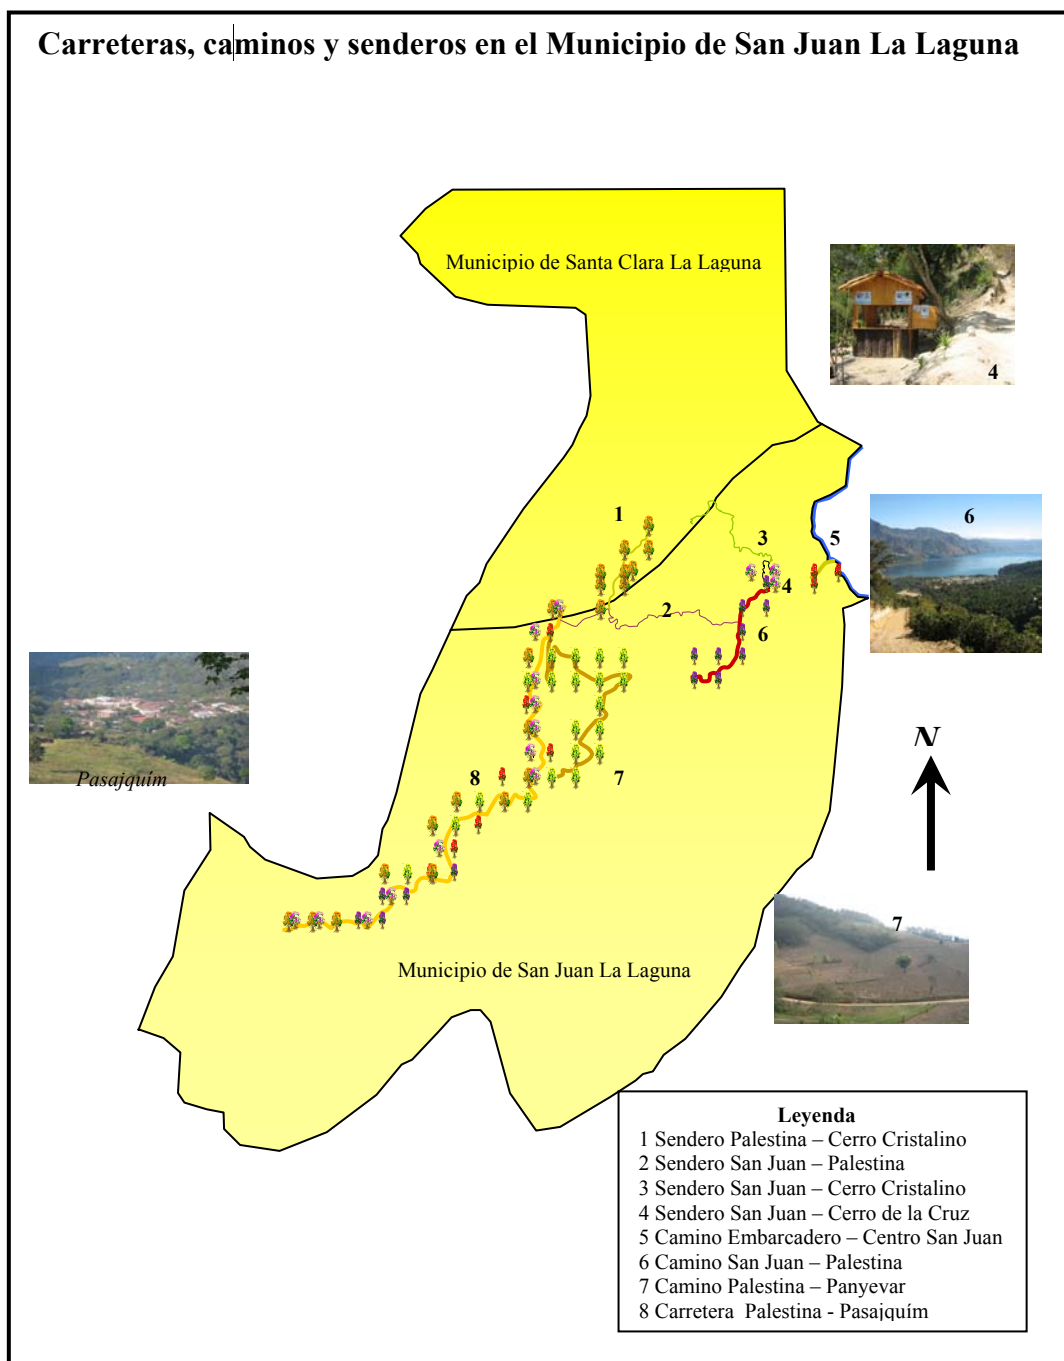 Carreteras, caminos y senderos en el Municipio de San Juan La Laguna
Municipio de Santa Clara La Laguna
4
6
1
3
5
4
2
6
Pasajquím
N
8
7
7
Municipio de San Juan La Laguna
Leyenda
1 Sendero Palestina – Cerro Cristalino
2 Sendero San Juan – Palestina
3 Sendero San Juan – Cerro Cristalino
4 Sendero San Juan – Cerro de la Cruz
5 Camino Embarcadero – Centro San Juan
6 Camino San Juan – Palestina
7 Camino Palestina – Panyevar
8 Carretera  Palestina - Pasajquím